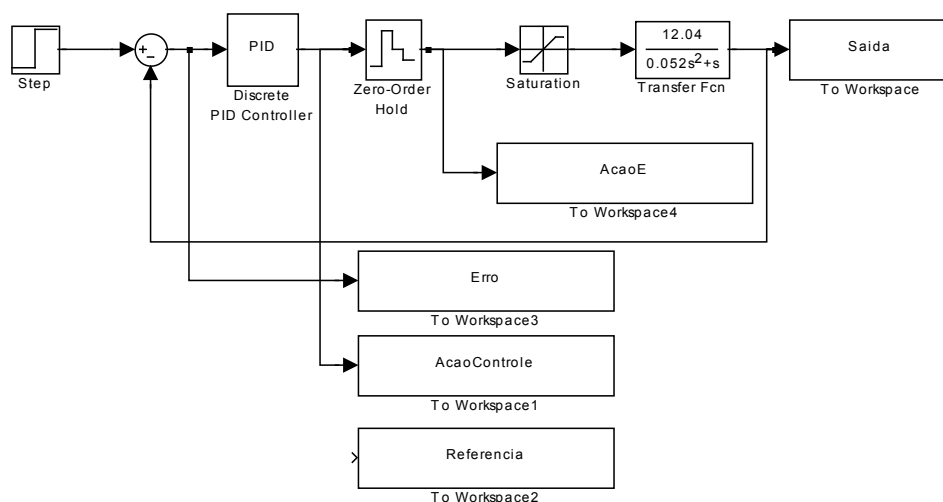 PID
12.04
0.052s²+s
Saida
Step
Discrete
PID Controller
Zero-Order
Hold
Saturation
Transfer Fcn
To Workspace
AcaoE
To Workspace4
Erro
To Workspace3
AcaoControle
To Workspace1
Referencia
To Workspace2